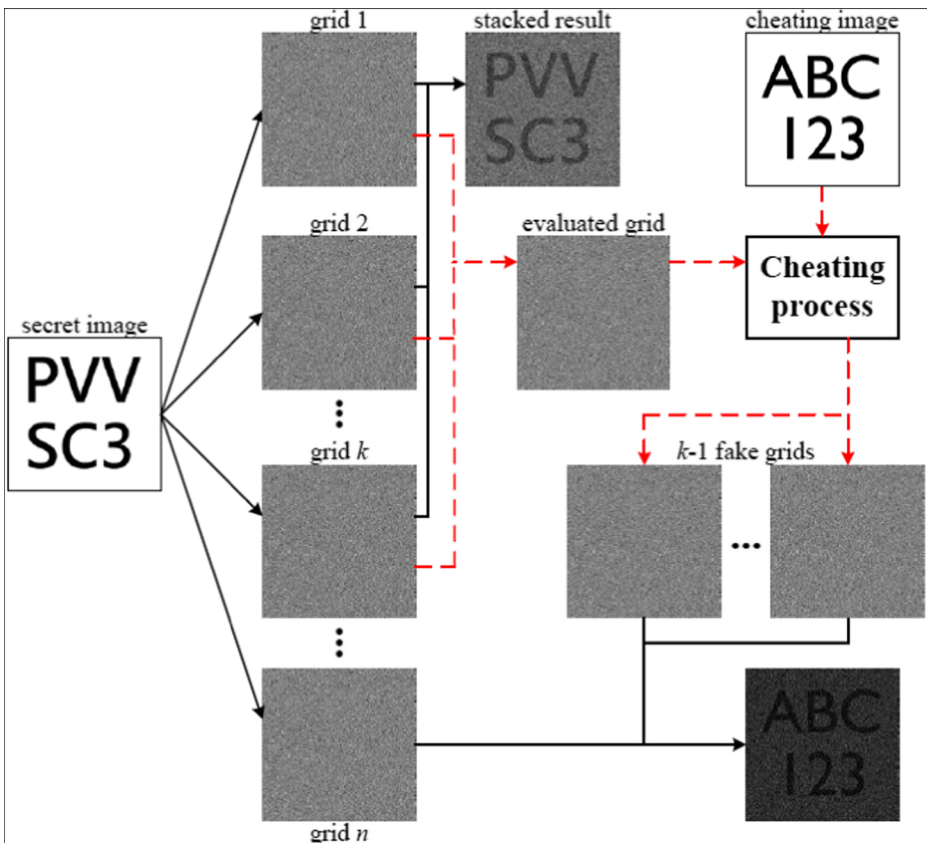 grid 1
stacked result
cheating image
PVV
SC3
ABC
123
grid 2
evaluated grid
Cheating
process
secret image
PVV
SC3
grid k
k-1 fake grids
ABC
123
grid n